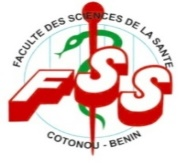 FACULTE DES SCIENCES DE LA SANTE
FSS
COTONOU - BENIN